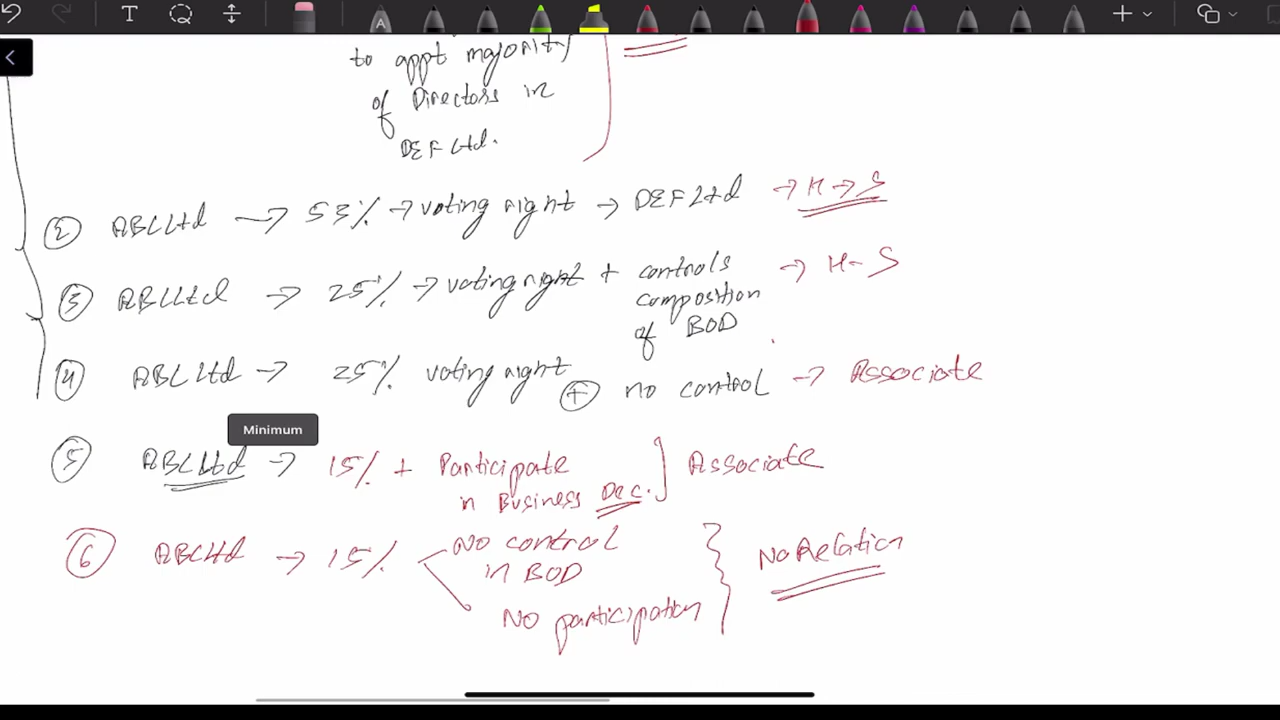 T
A
to appt majority
of Directors in
DEF Ltd.
② ABC Ltd → 53% → voting right → DEF Ltd → H → S
③ ABC Ltd → 25% → voting right + controls → H - S
composition
of BOD
④ ABC Ltd → 25% voting right + no control → Associate
Minimum
⑤ ABC Ltd → 15% + Participate ] Associate
in Business Dec.
⑥ ABC Ltd → 15% No control
in BOD
No Relation
No participation